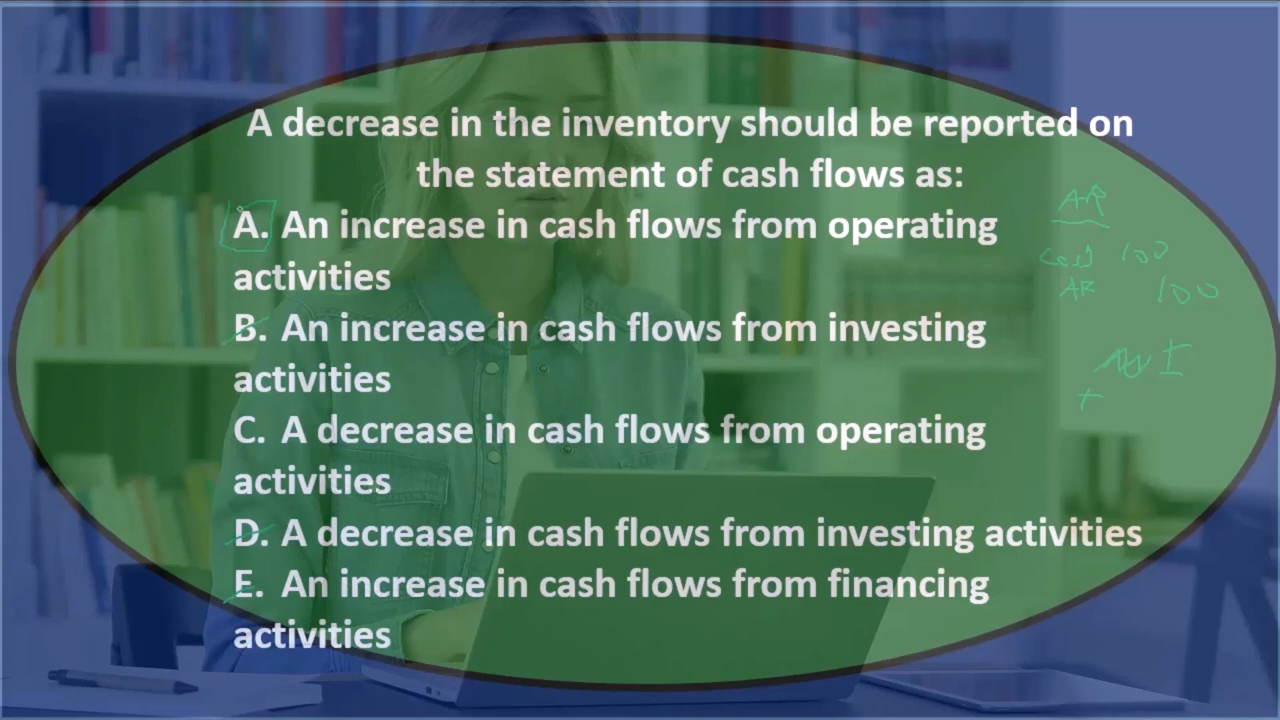 A decrease in the inventory should be reported on
the statement of cash flows as:
A. An increase in cash flows from operating
activities
B. An increase in cash flows from investing
activities
C. A decrease in cash flows from operating
activities
D. A decrease in cash flows from investing activities
E. An increase in cash flows from financing
activities
AR
Cash 100
AR 100
+